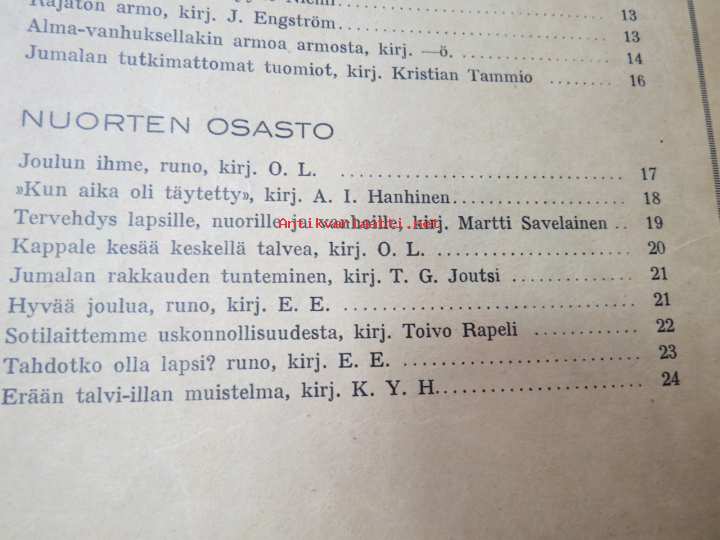 Rajaton armo, kirj. J. Engström ........ 13
Alma-vanhuksellakin armoa armosta, kirj. —ö. ........ 13
Jumalan tutkimattomat tuomiot, kirj. Kristian Tammio ........ 14
16
NUORTEN OSASTO
Joulun ihme, runo, kirj. O. L. ........ 17
»Kun aika oli täytetty», kirj. A. I. Hanhinen ........ 18
Tervehdys lapsille, nuorille ja vanhoille, kirj. Martti Savelainen .. 19
Kappale kesää keskellä talvea, kirj. O. L. ........ 20
Jumalan rakkauden tunteminen, kirj. T. G. Joutsi ........ 21
Hyvää joulua, runo, kirj. E. E. ........ 21
Sotilaittemme uskonnollisuudesta, kirj. Toivo Rapeli ........ 22
Tahdotko olla lapsi? runo, kirj. E. E. ........ 23
Erään talvi-illan muistelma, kirj. K. Y. H. ........ 24